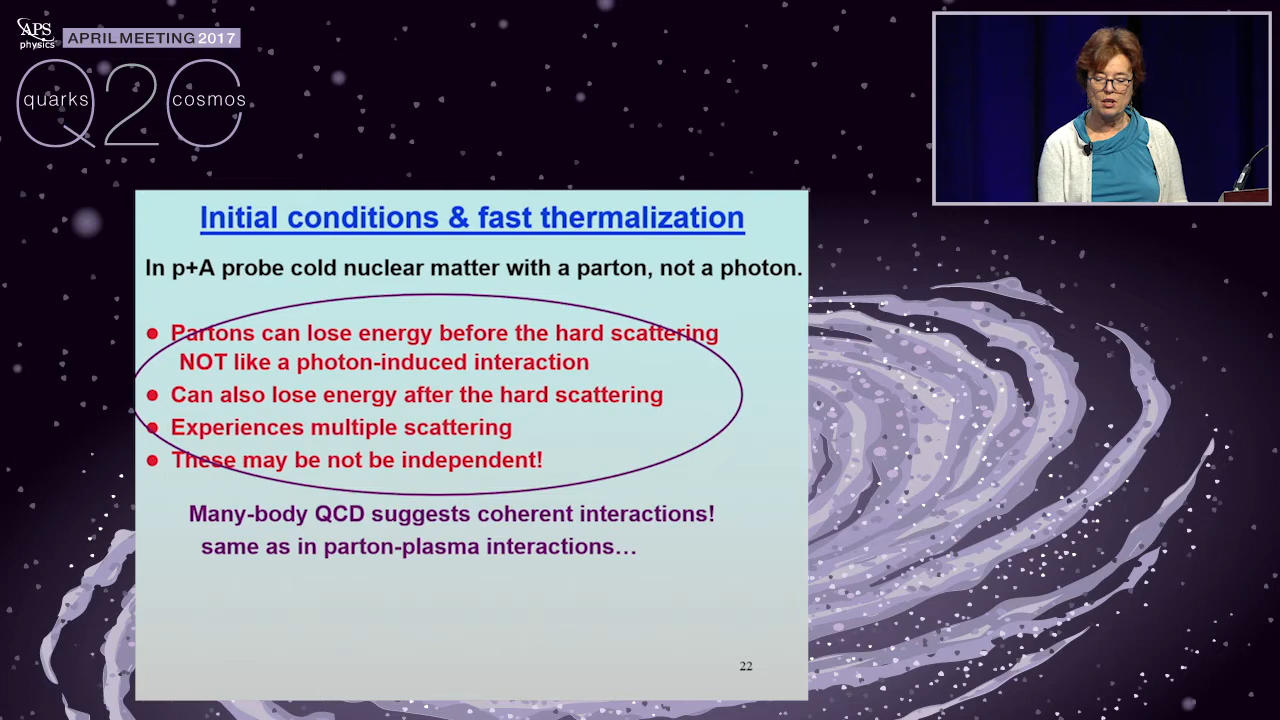 APS
physics
APRIL MEETING 2017
Q2C
quarks
cosmos
Initial conditions & fast thermalization
In p+A probe cold nuclear matter with a parton, not a photon.
● Partons can lose energy before the hard scattering
NOT like a photon-induced interaction
● Can also lose energy after the hard scattering
● Experiences multiple scattering
● These may be not be independent!
Many-body QCD suggests coherent interactions!
same as in parton-plasma interactions…
22